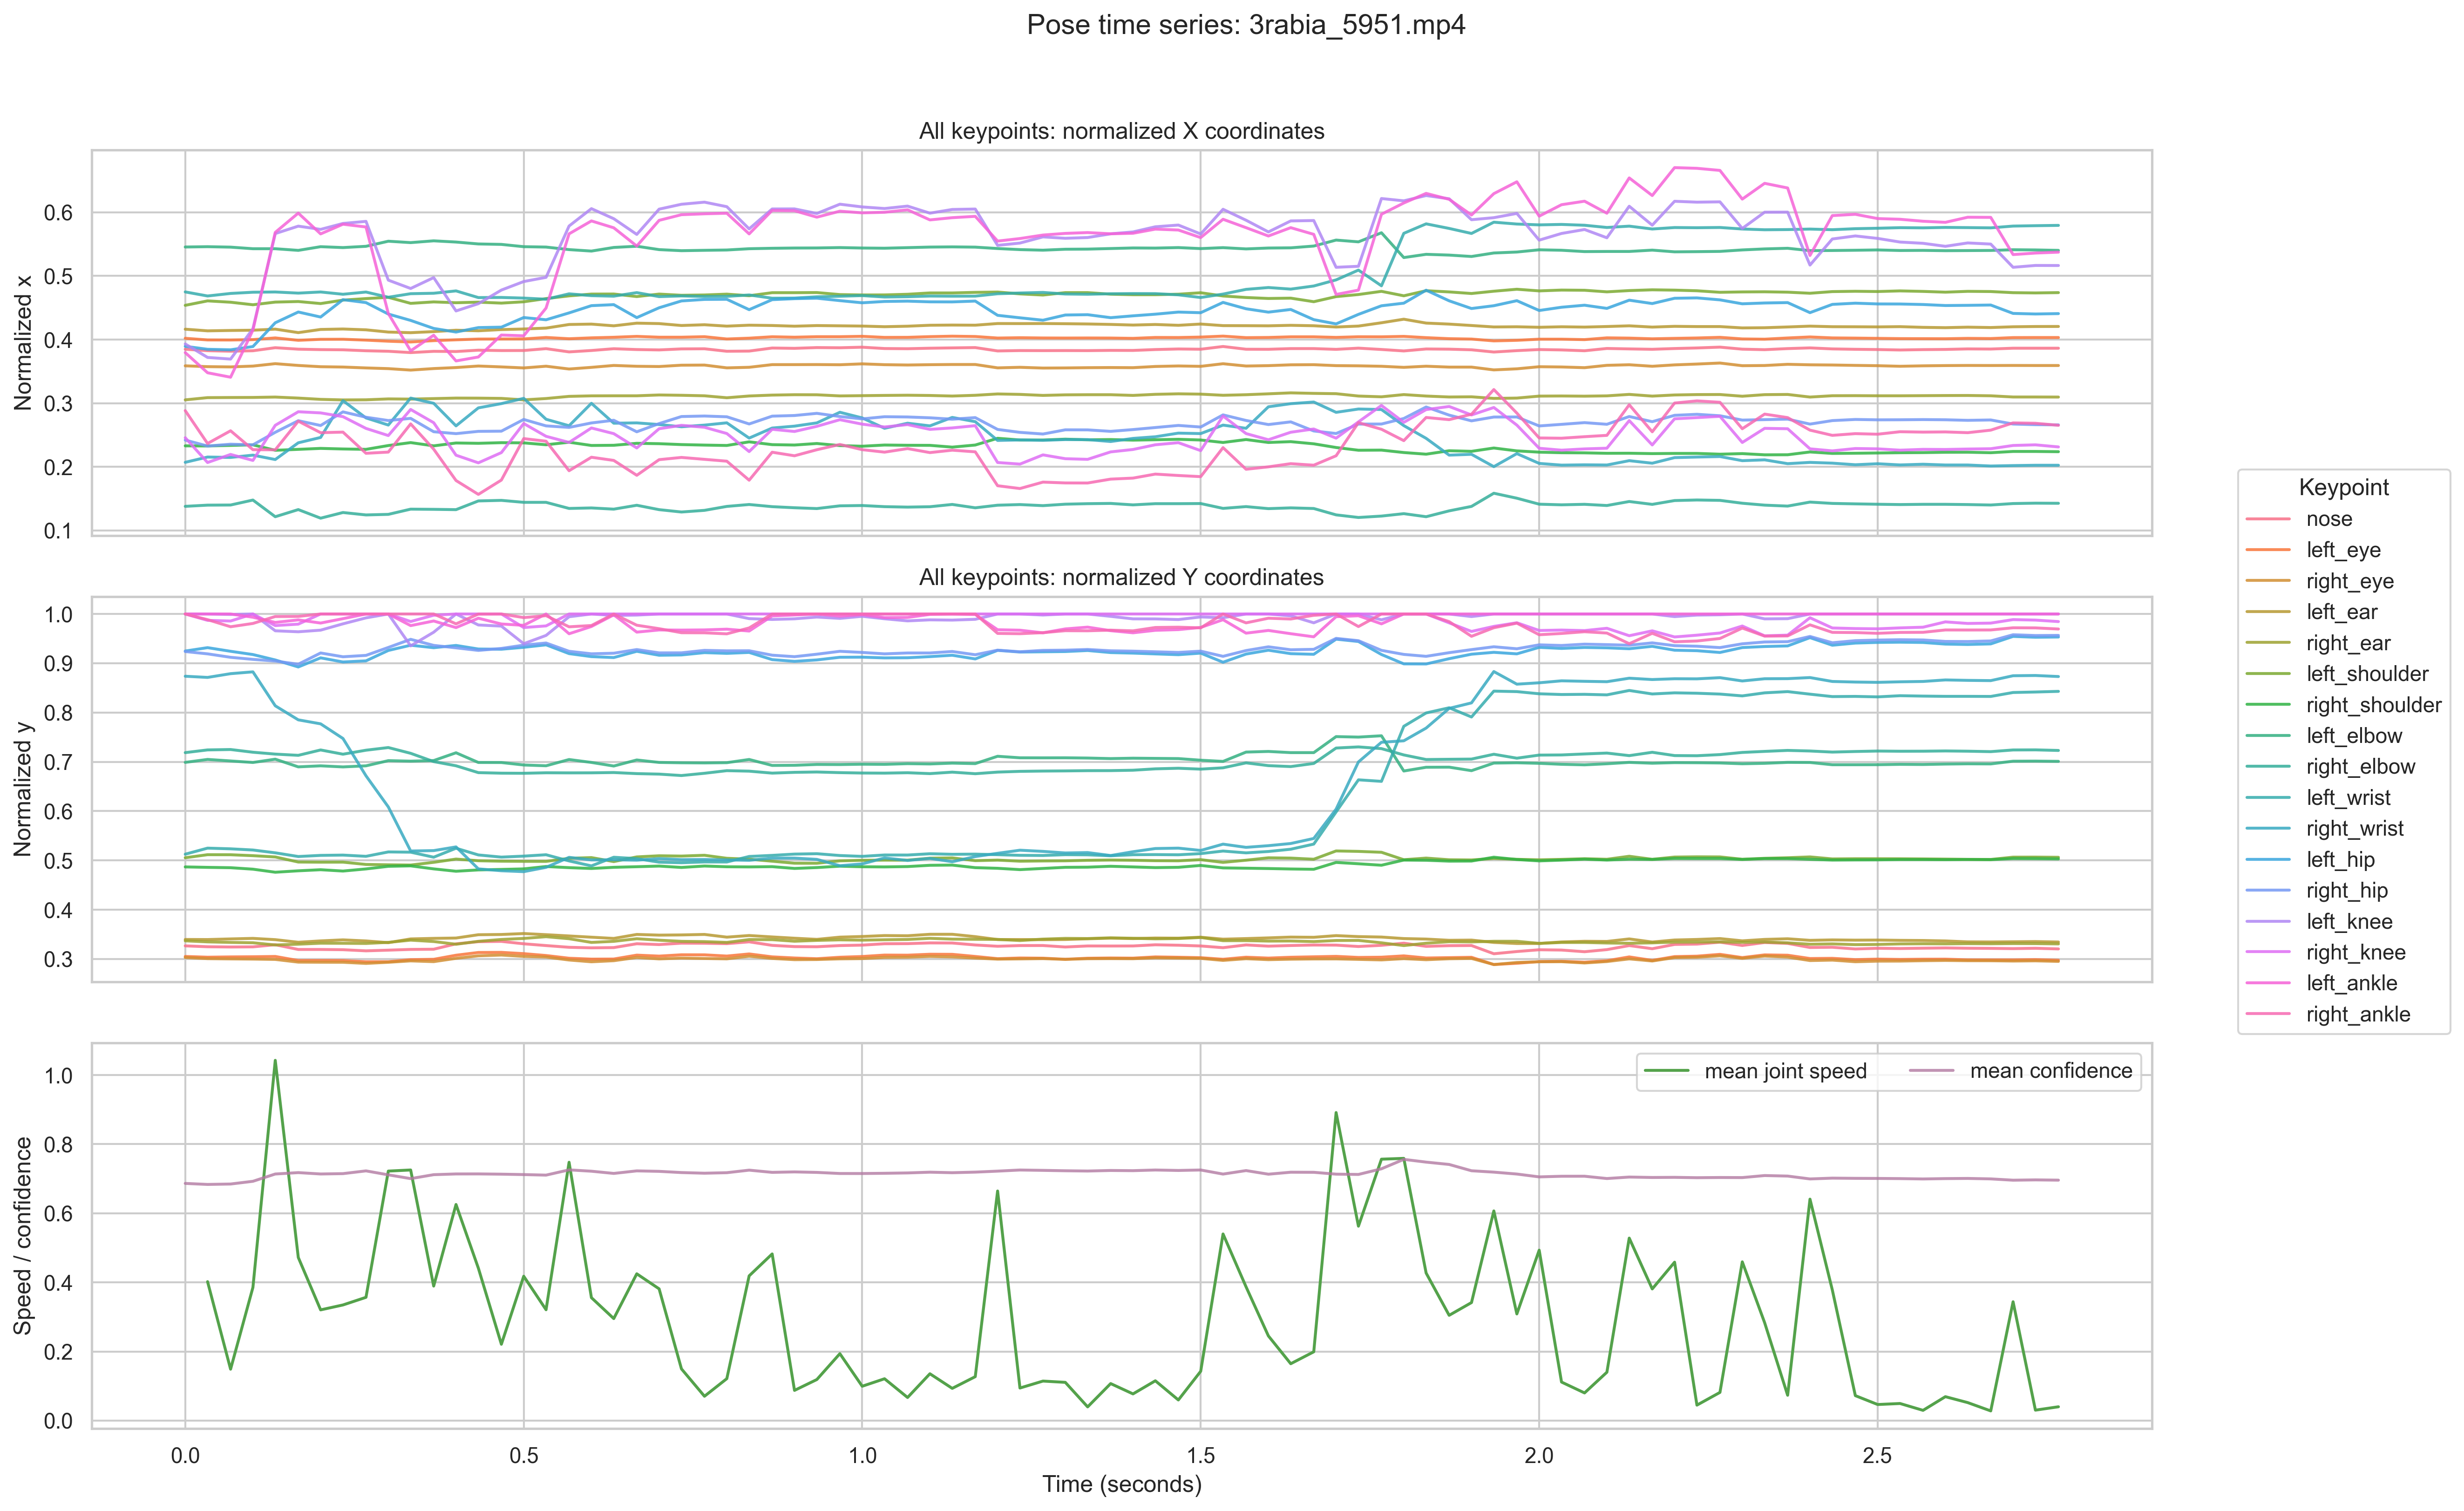 Pose time series: 3rabia_5951.mp4
All keypoints: normalized X coordinates
Normalized x
0.6
0.5
0.4
0.3
0.2
0.1
All keypoints: normalized Y coordinates
Normalized y
1.0
0.9
0.8
0.7
0.6
0.5
0.4
0.3
Keypoint
nose
left_eye
right_eye
left_ear
right_ear
left_shoulder
right_shoulder
left_elbow
right_elbow
left_wrist
right_wrist
left_hip
right_hip
left_knee
right_knee
left_ankle
right_ankle
mean joint speed mean confidence
Speed / confidence
1.0
0.8
0.6
0.4
0.2
0.0
0.0 0.5 1.0 1.5 2.0 2.5
Time (seconds)